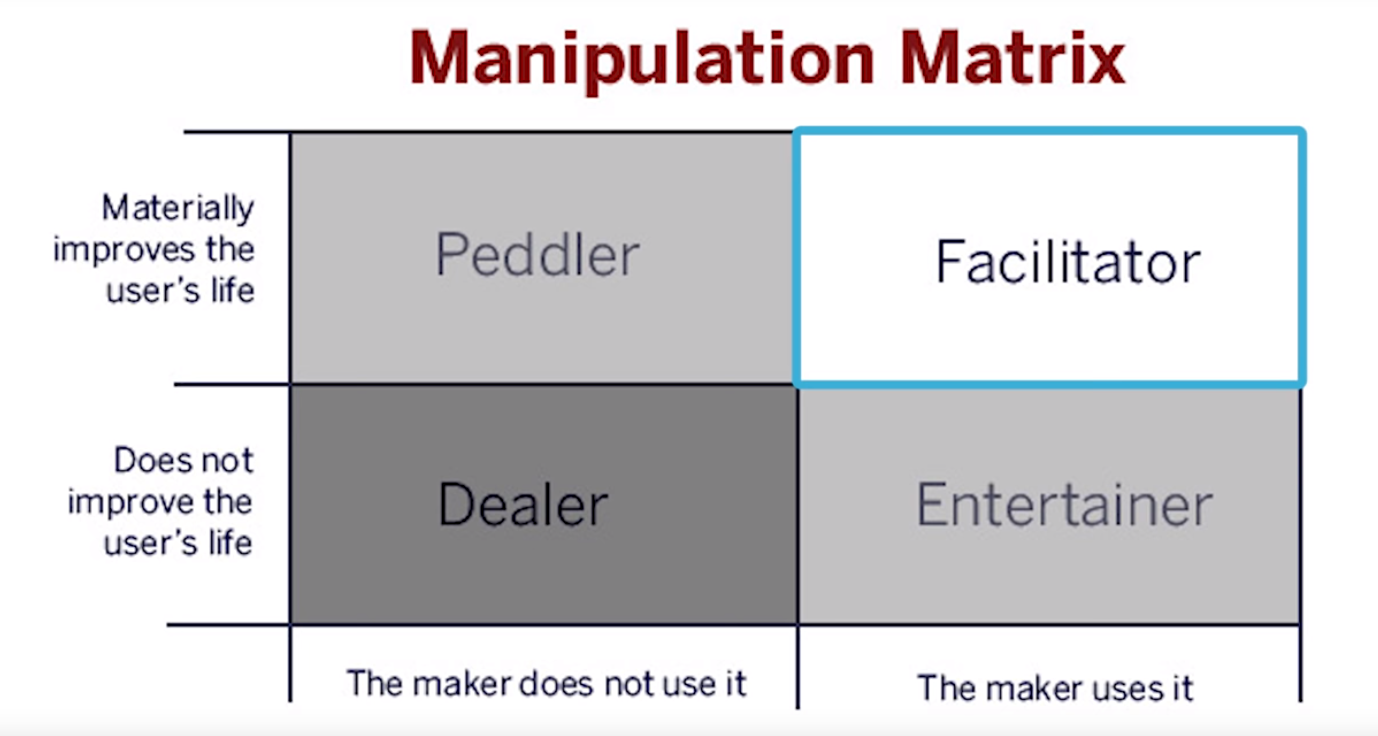 Manipulation Matrix
Materially
improves the
user's life
Peddler
Facilitator
Does not
improve the
user's life
Dealer
Entertainer
The maker does not use it
The maker uses it